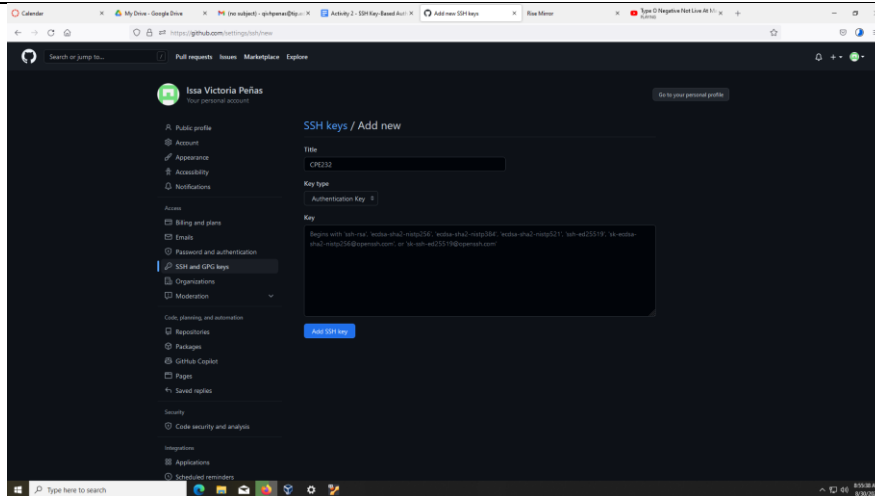 Calendar
My Drive - Google Drive
Activity 2 - SSH Key-Based Auth
Add new SSH keys
Rise Mirror
Type O Negative Not Live At
https://github.com/settings/ssh/new
Search or jump to...
/
Pull requests Issues Marketplace Explore
Issa Victoria Peñas
Your personal account
Go to your personal profile
Public profile
Account
Appearance
Accessibility
Notifications
Access
Billing and plans
Emails
Password and authentication
SSH and GPG keys
Organizations
Moderation
Code, planning, and automation
Repositories
Packages
GitHub Copilot
Pages
Saved replies
Security
Code security and analysis
Integrations
Applications
Scheduled reminders
SSH keys / Add new
Title
CPE232
Key type
Authentication Key
Key
Begins with 'ssh-rsa', 'ecdsa-sha2-nistp256', 'ecdsa-sha2-nistp384', 'ecdsa-sha2-nistp521', 'ssh-ed25519', 'sk-ecdsa-
sha2-nistp256@openssh.com', or 'sk-ssh-ed25519@openssh.com'
Add SSH key
Type here to search